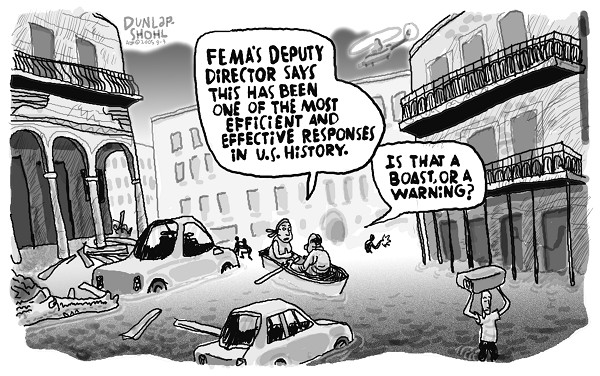 DUNLAP
SHOHL
FEMA'S DEPUTY
DIRECTOR SAYS
THIS HAS BEEN
ONE OF THE MOST
EFFICIENT AND
EFFECTIVE RESPONSES
IN U.S. HISTORY.
IS THAT A
BOAST, OR A
WARNING?